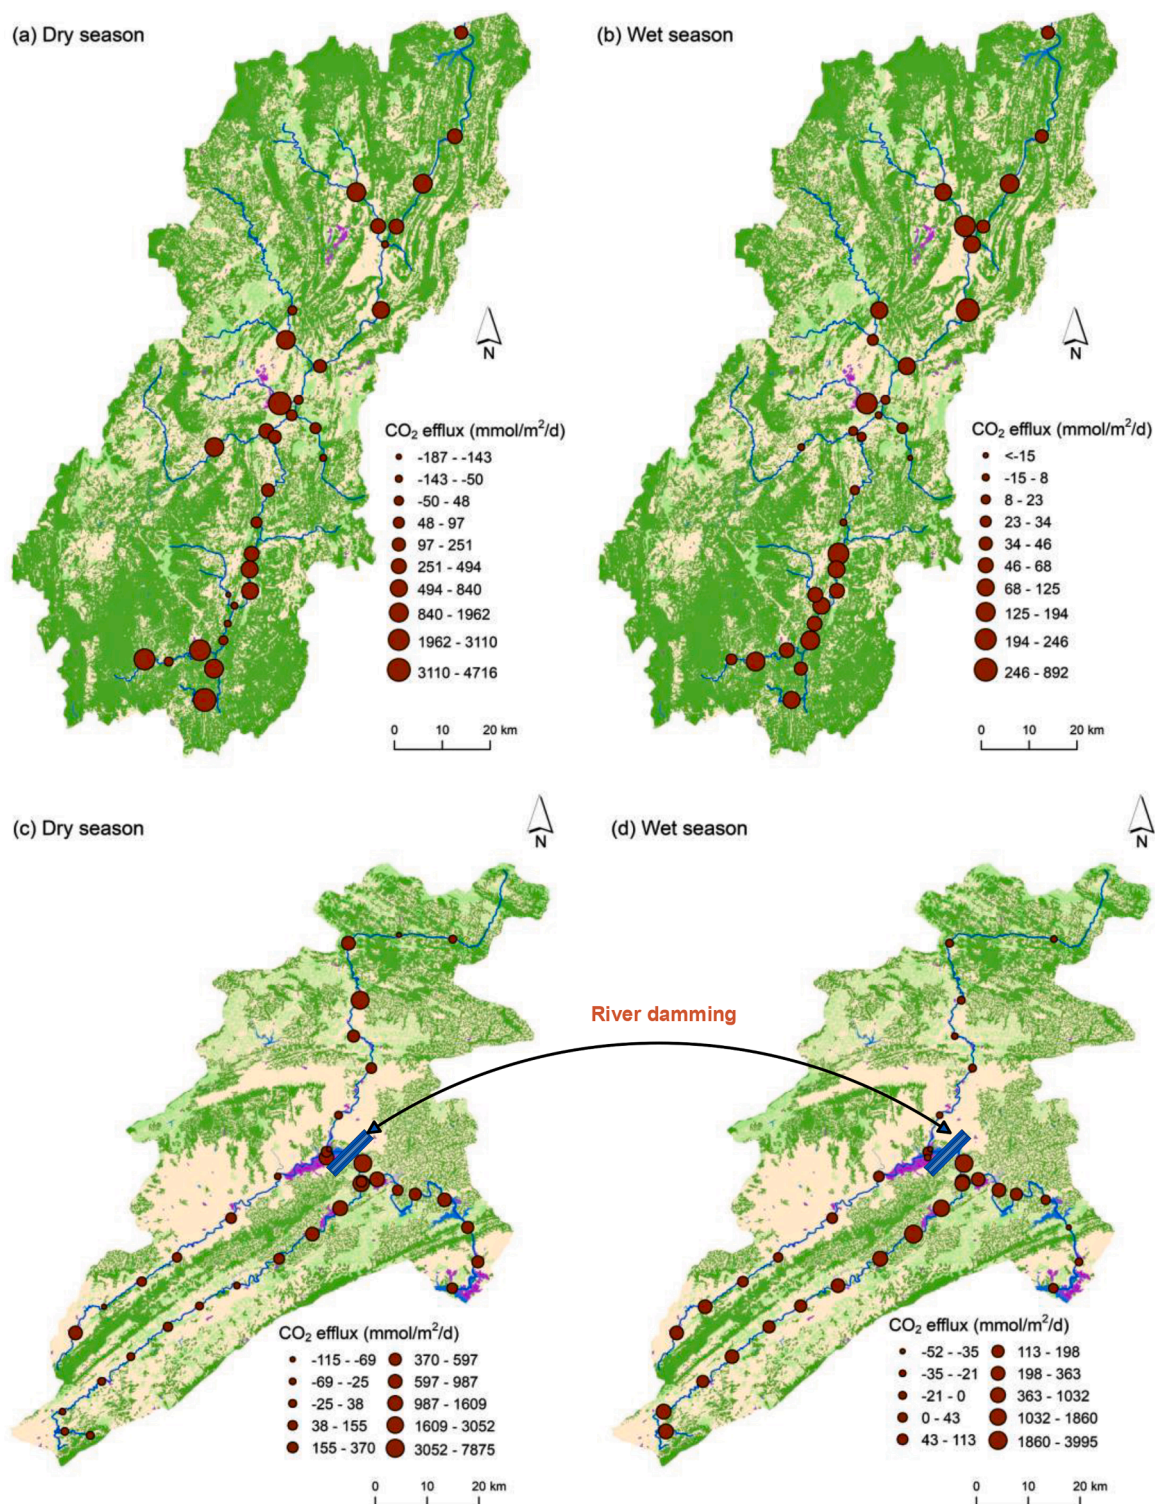 (a) Dry season
(b) Wet season
N
N
CO₂ efflux (mmol/m²/d)
-187 - -143
-143 - -50
-50 - 48
48 - 97
97 - 251
251 - 494
494 - 840
840 - 1962
1962 - 3110
3110 - 4716
0 10 20 km
CO₂ efflux (mmol/m²/d)
<-15
-15 - 8
8 - 23
23 - 34
34 - 46
46 - 68
68 - 125
125 - 194
194 - 246
246 - 892
0 10 20 km
(c) Dry season
N
(d) Wet season
N
River damming
CO₂ efflux (mmol/m²/d)
-115 - -69
-69 - -25
-25 - 38
38 - 155
155 - 370
370 - 597
597 - 987
987 - 1609
1609 - 3052
3052 - 7875
0 10 20 km
CO₂ efflux (mmol/m²/d)
-52 - -35
-35 - -21
-21 - 0
0 - 43
43 - 113
113 - 198
198 - 363
363 - 1032
1032 - 1860
1860 - 3995
0 10 20 km